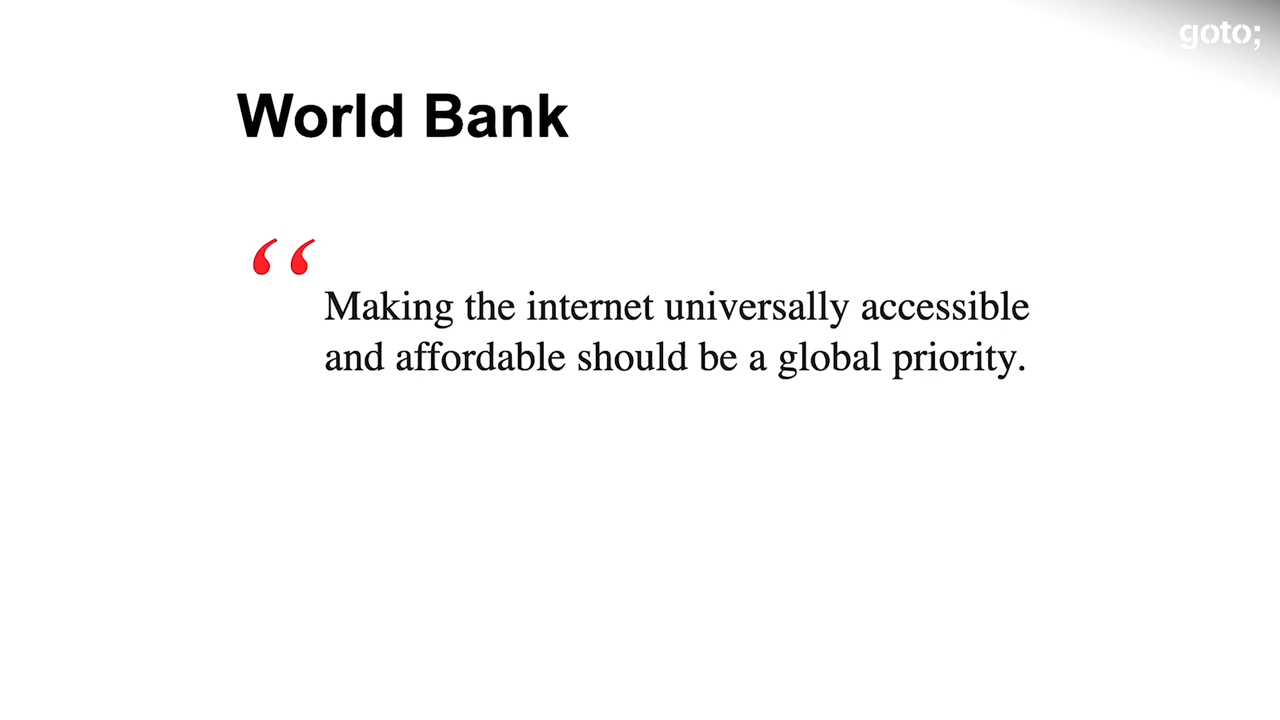 goto;
World Bank
“
Making the internet universally accessible
and affordable should be a global priority.